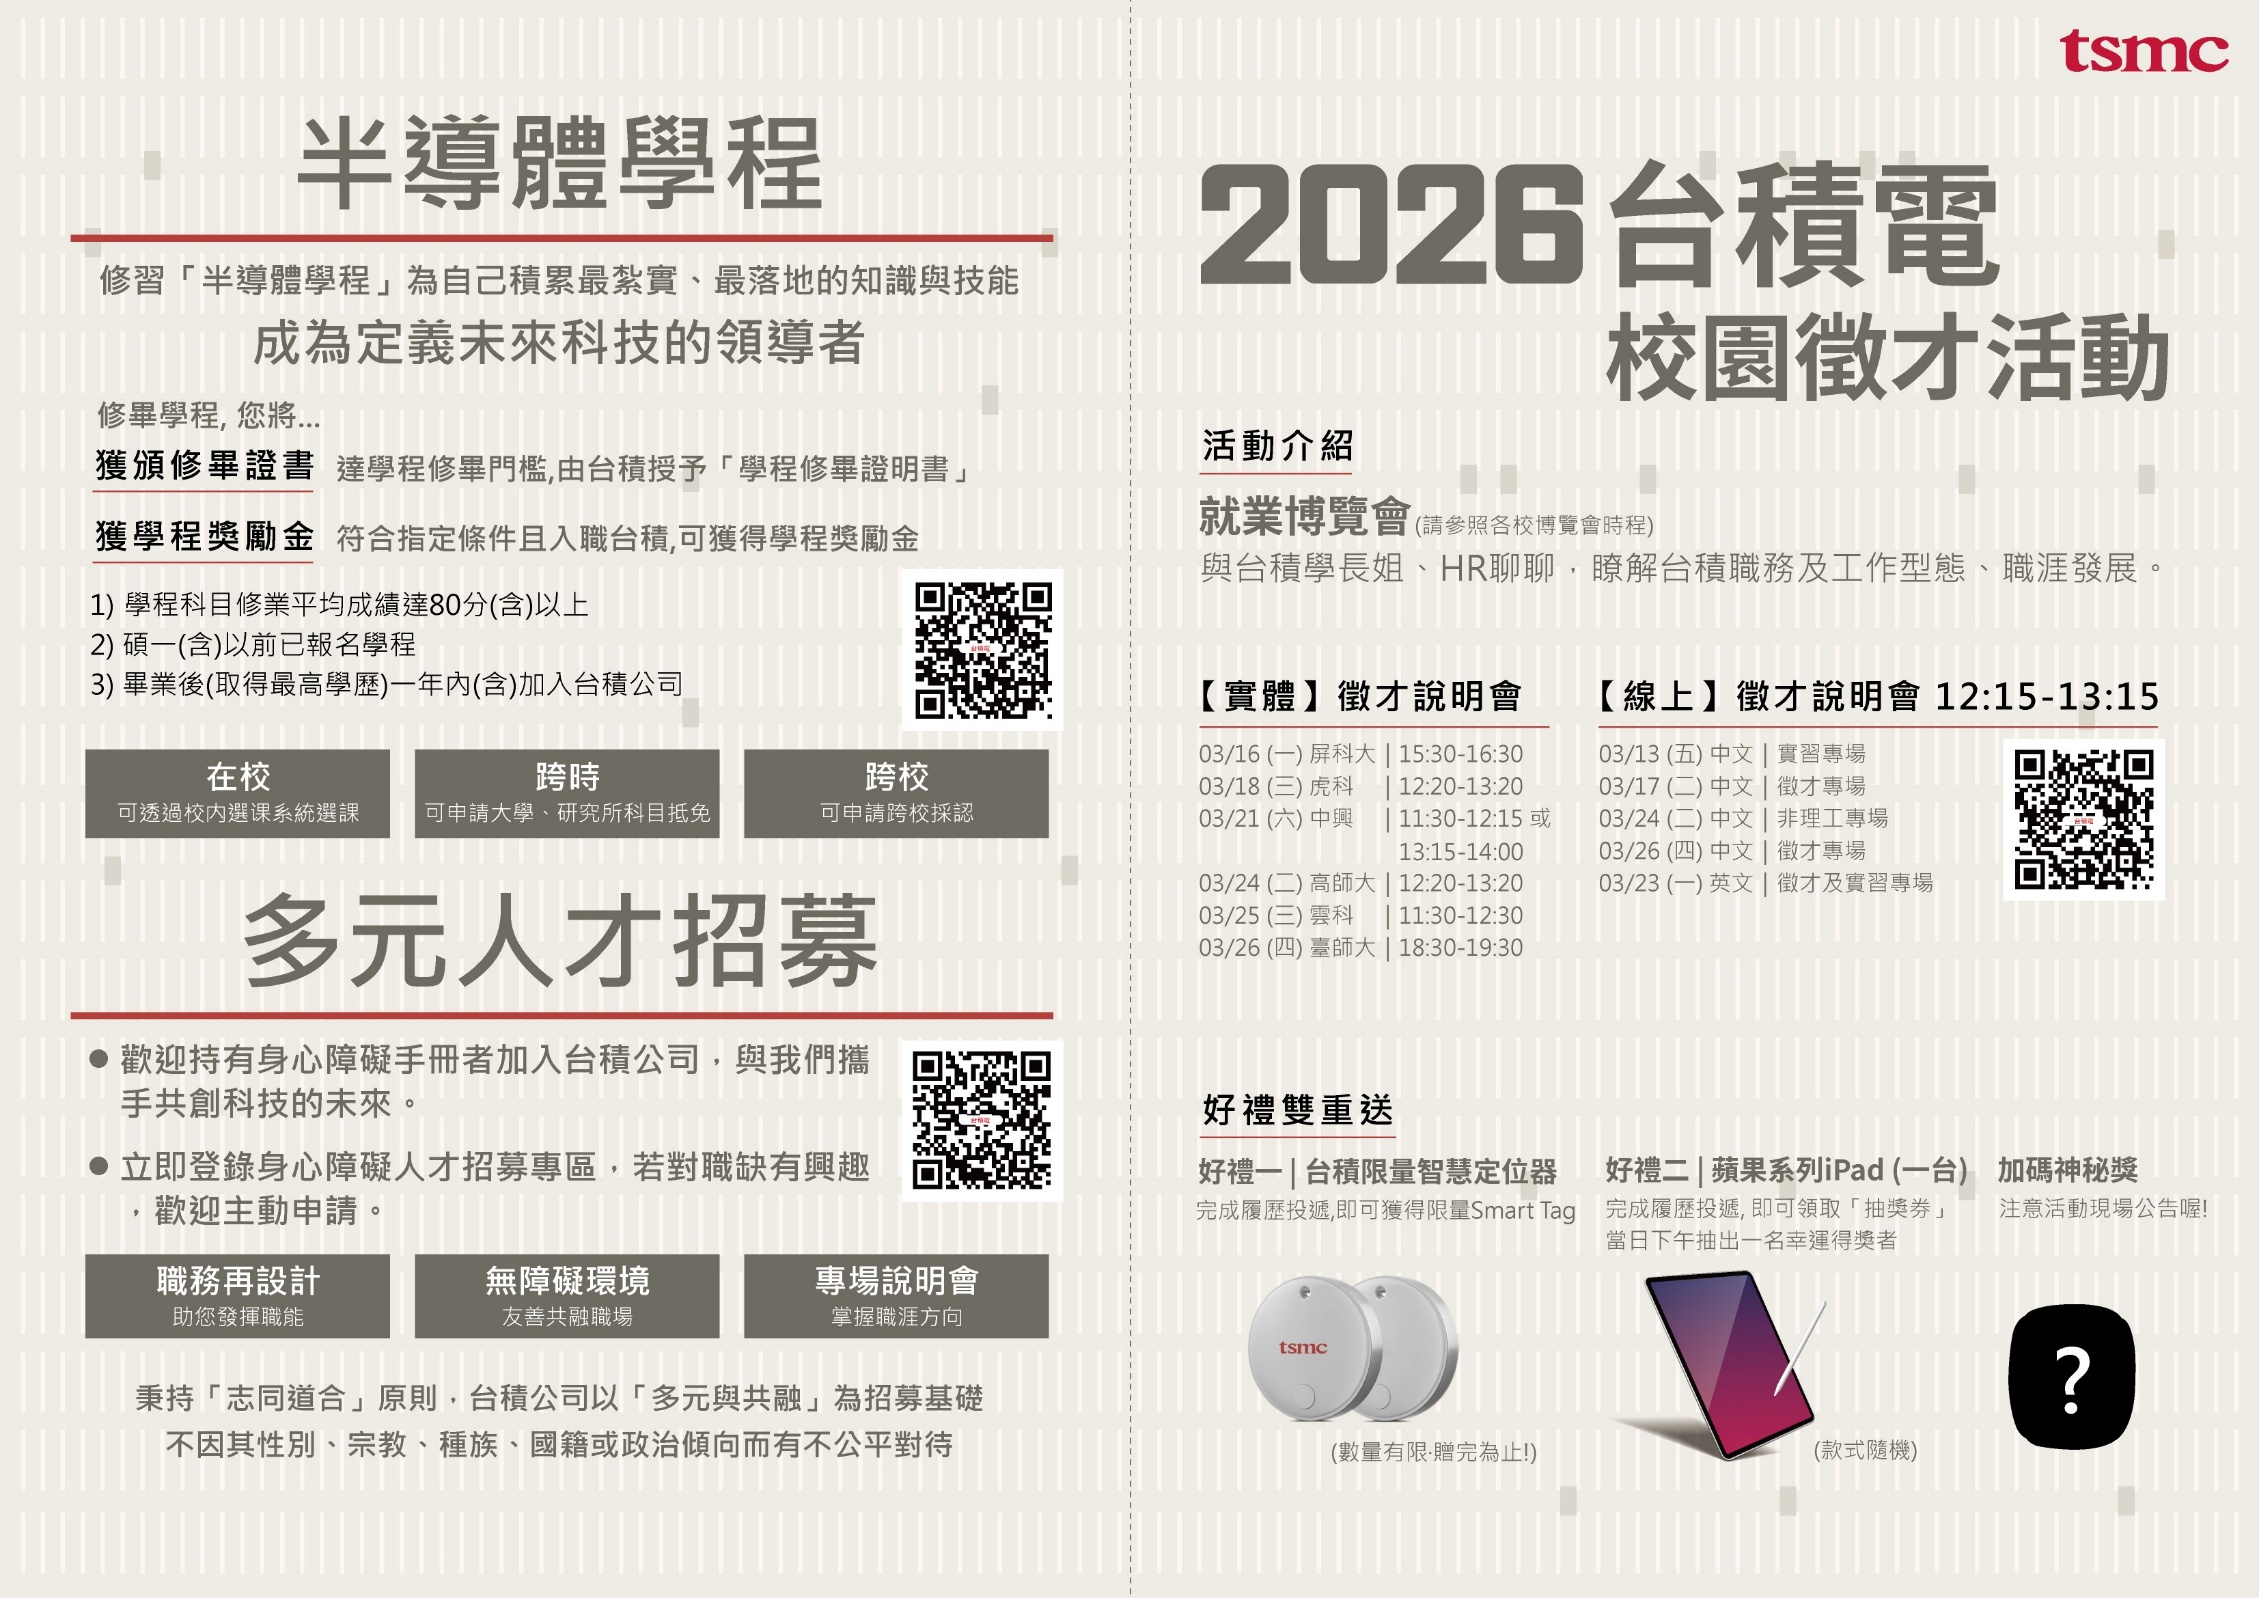 半導體學程
修習「半導體學程」為自己積累最紮實、最落地的知識與技能
成為定義未來科技的領導者
修畢學程, 您將...
獲頒修畢證書 達學程修畢門檻,由台積授予「學程修畢證明書」
獲學程獎勵金 符合指定條件且入職台積,可獲得學程獎勵金
1) 學程科目修業平均成績達80分(含)以上
2) 碩一(含)以前已報名學程
3) 畢業後(取得最高學歷)一年內(含)加入台積公司
台積電
在校
可透過校内選课系統選課
跨時
可申請大學、研究所科目抵免
跨校
可申請跨校採認
多元人才招募
● 歡迎持有身心障礙手冊者加入台積公司，與我們攜
手共創科技的未來。
● 立即登錄身心障礙人才招募專區，若對職缺有興趣
，歡迎主動申請。
台積電
職務再設計
助您發揮職能
無障礙環境
友善共融職場
專場說明會
掌握職涯方向
秉持「志同道合」原則，台積公司以「多元與共融」為招募基礎
不因其性別、宗教、種族、國籍或政治傾向而有不公平對待
tsmc
2026台積電
校園徵才活動
活動介紹
就業博覽會(請參照各校博覽會時程)
與台積學長姐、HR聊聊，瞭解台積職務及工作型態、職涯發展。
【實體】徵才說明會
03/16 (一) 屏科大 | 15:30-16:30
03/18 (三) 虎科 | 12:20-13:20
03/21 (六) 中興 | 11:30-12:15 或
13:15-14:00
03/24 (二) 高師大 | 12:20-13:20
03/25 (三) 雲科 | 11:30-12:30
03/26 (四) 臺師大 | 18:30-19:30
【線上】徵才說明會 12:15-13:15
03/13 (五) 中文 | 實習專場
03/17 (二) 中文 | 徵才專場
03/24 (二) 中文 | 非理工專場
03/26 (四) 中文 | 徵才專場
03/23 (一) 英文 | 徵才及實習專場
台積電
好禮雙重送
好禮一 | 台積限量智慧定位器
完成履歷投遞,即可獲得限量Smart Tag
tsmc
(數量有限·贈完為止!)
好禮二 | 蘋果系列iPad (一台)
完成履歷投遞, 即可領取「抽獎券」
當日下午抽出一名幸運得獎者
(款式隨機)
加碼神秘獎
注意活動現場公告喔!
?